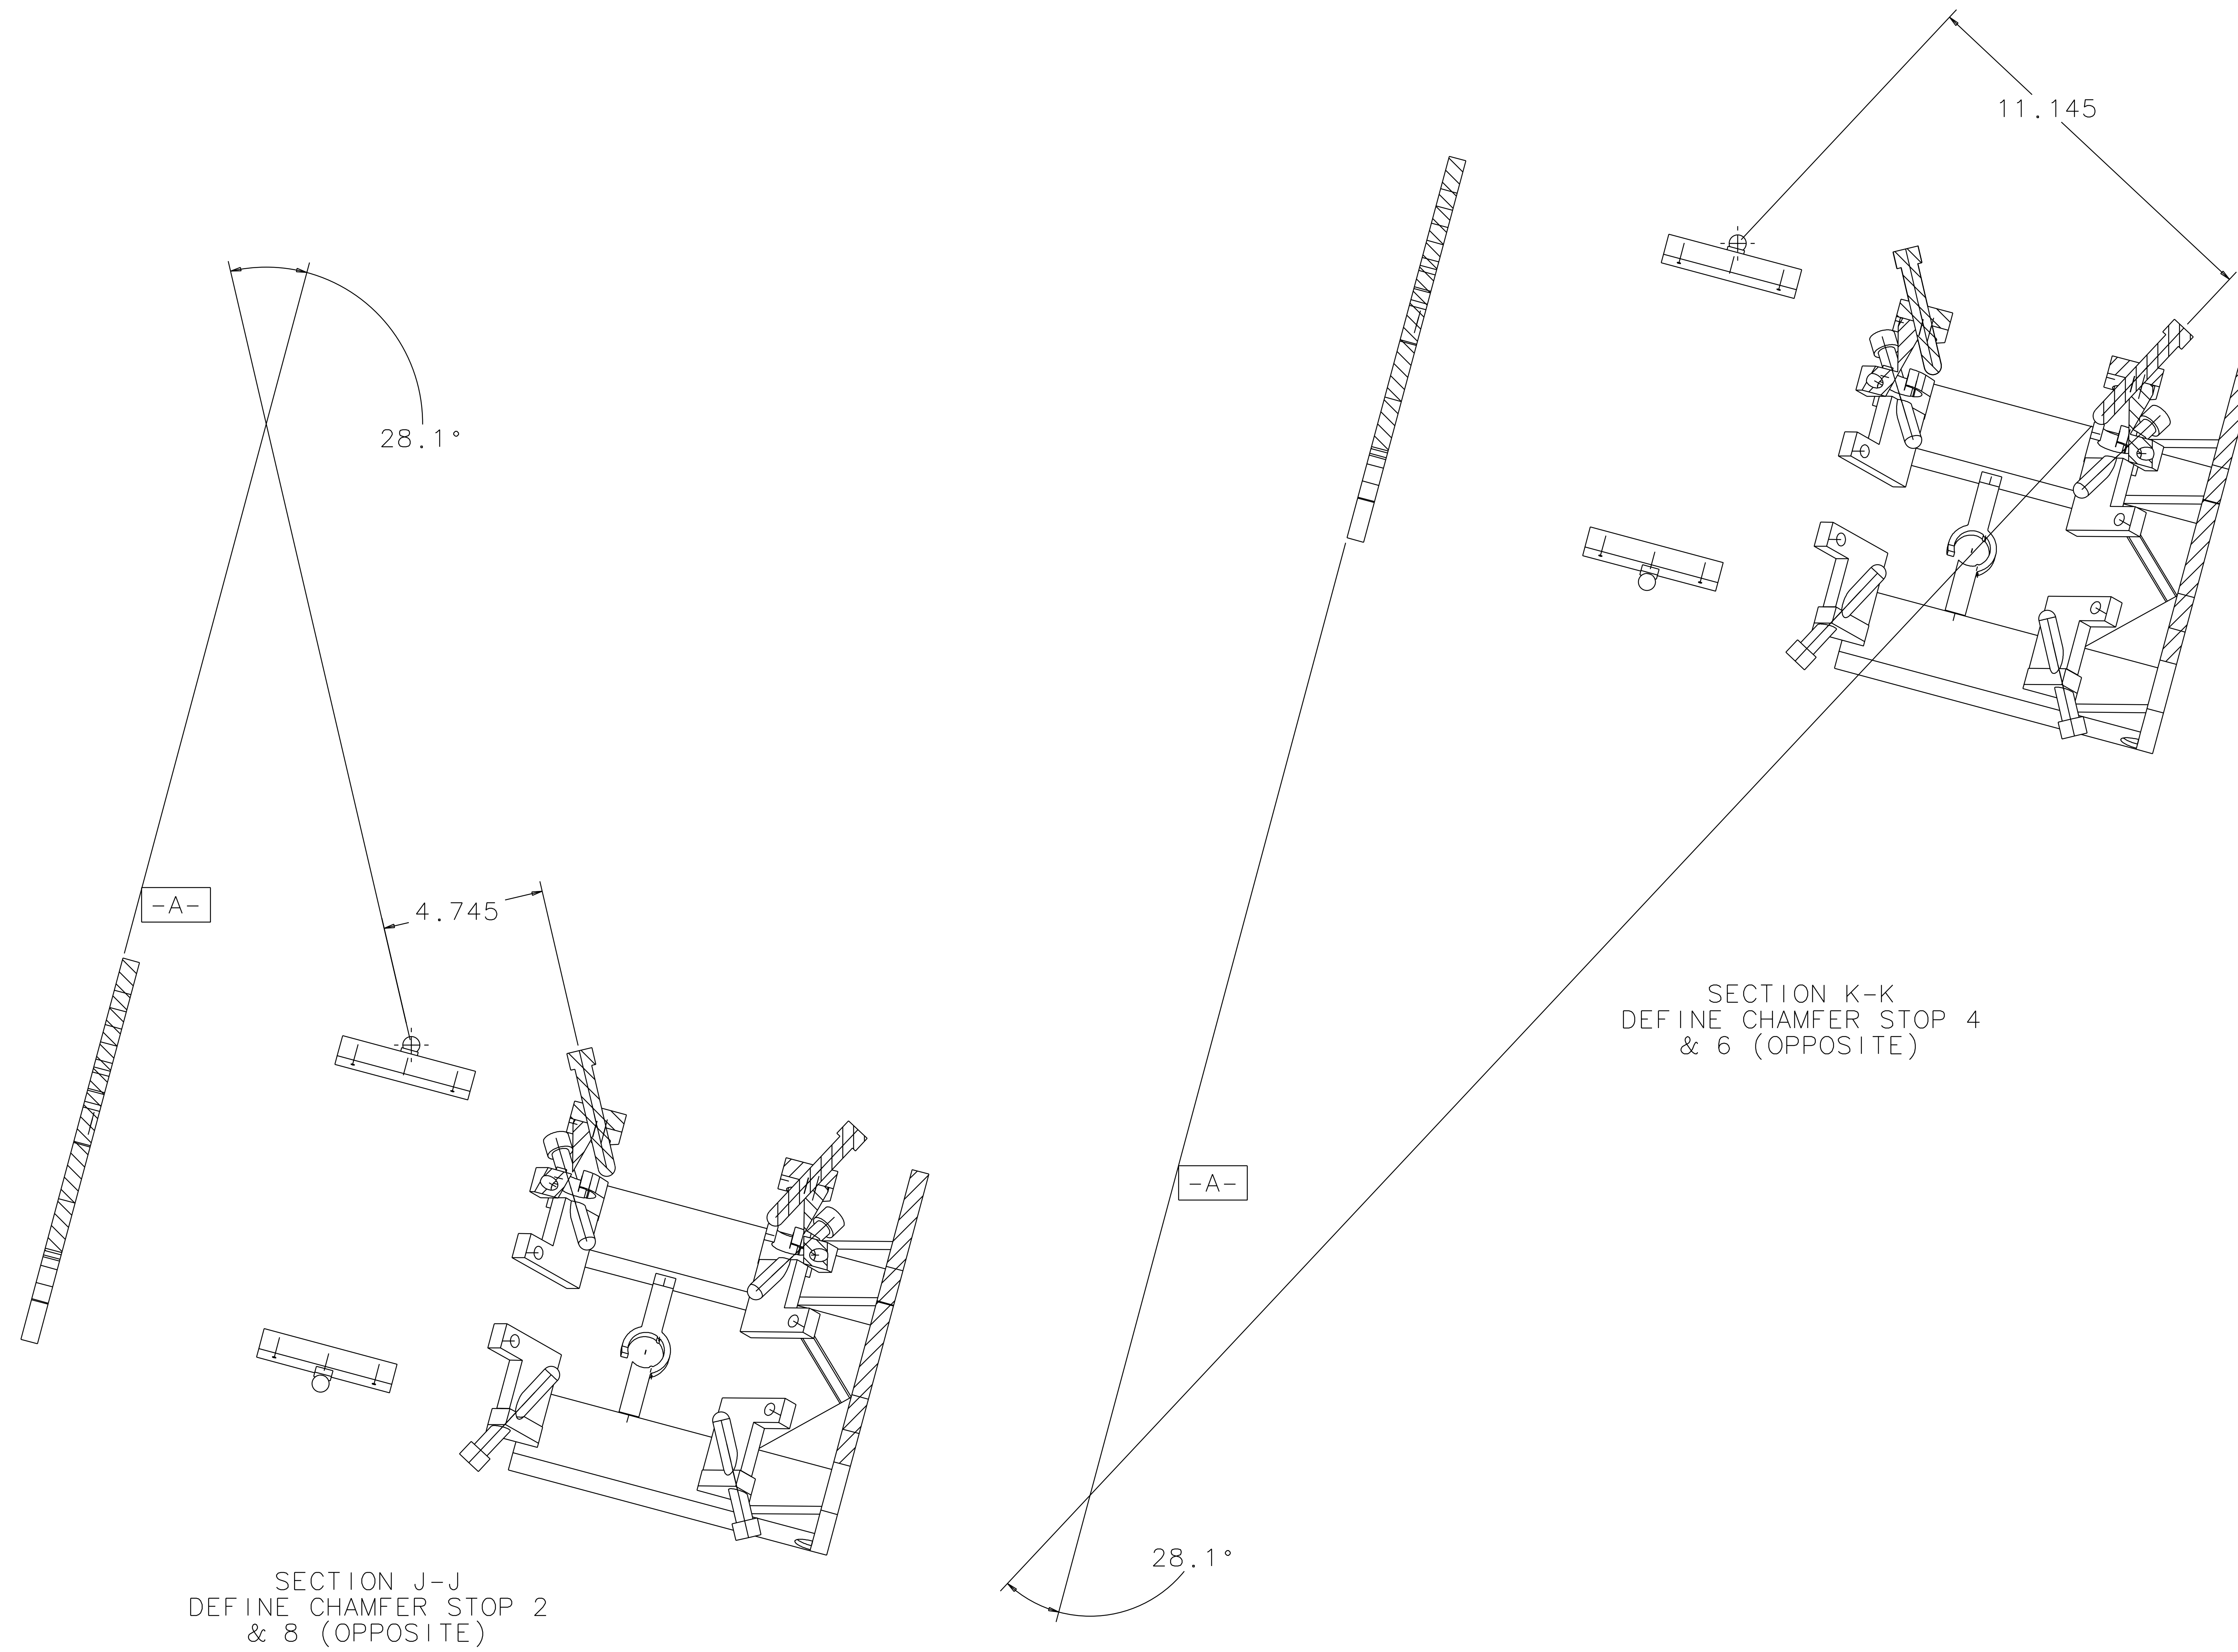 11.145
28.1°
-A-
4.745
SECTION K-K
DEFINE CHAMFER STOP 4
& 6 (OPPOSITE)
-A-
28.1°
SECTION J-J
DEFINE CHAMFER STOP 2
& 8 (OPPOSITE)